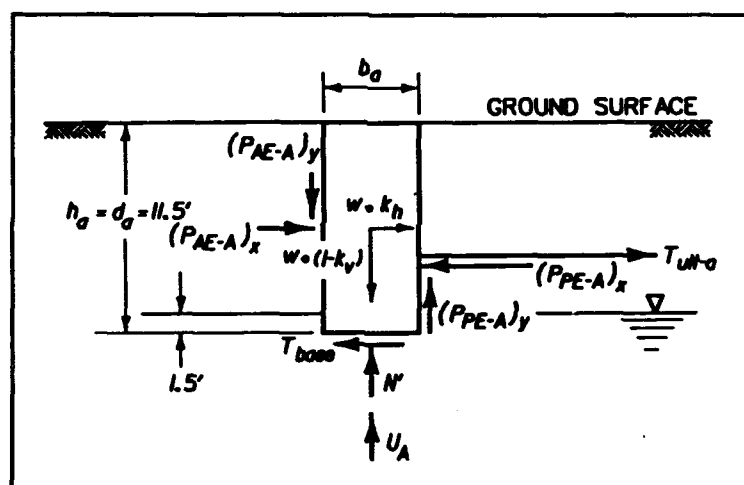 b_a
GROUND SURFACE
(P_AE-A)_y
w • k_h
h_a = d_a = 11.5'
(P_AE-A)_x
w • (1-k_v)
T_ult-a
(P_PE-A)_x
(P_PE-A)_y
T_base
1.5'
N'
U_A